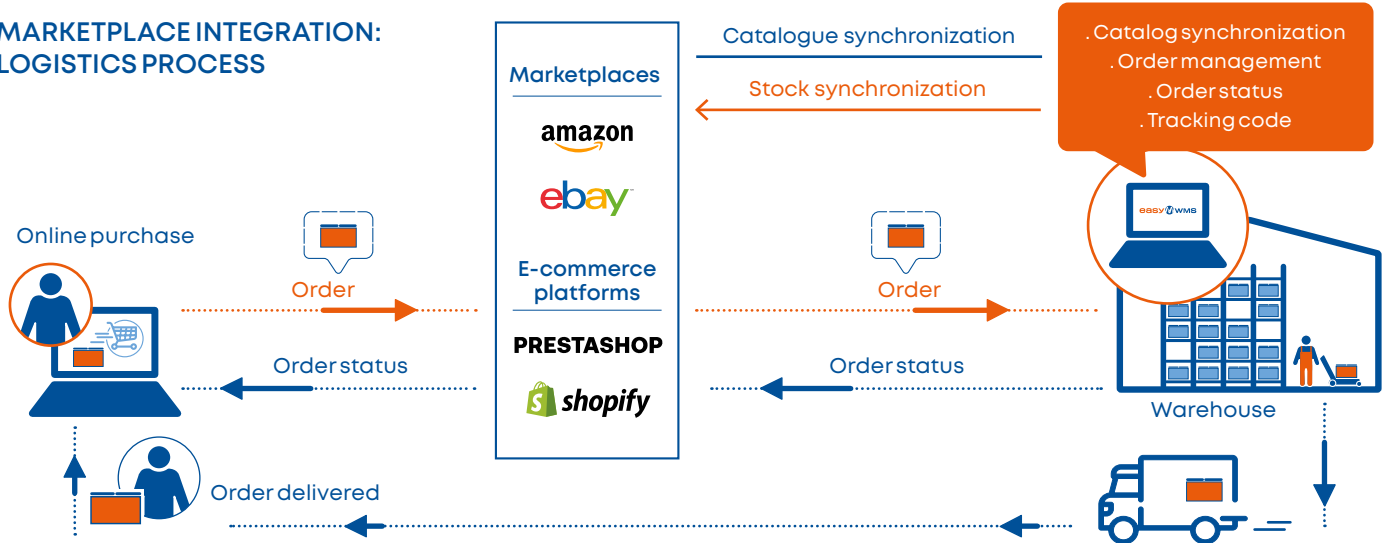 MARKETPLACE INTEGRATION:
LOGISTICS PROCESS
Marketplaces
amazon
ebay
E-commerce
platforms
PRESTASHOP
shopify
Catalogue synchronization
Stock synchronization
. Catalog synchronization
. Order management
. Order status
. Tracking code
easy WMS
Online purchase
Order
Order
Order status
Order status
Warehouse
Order delivered